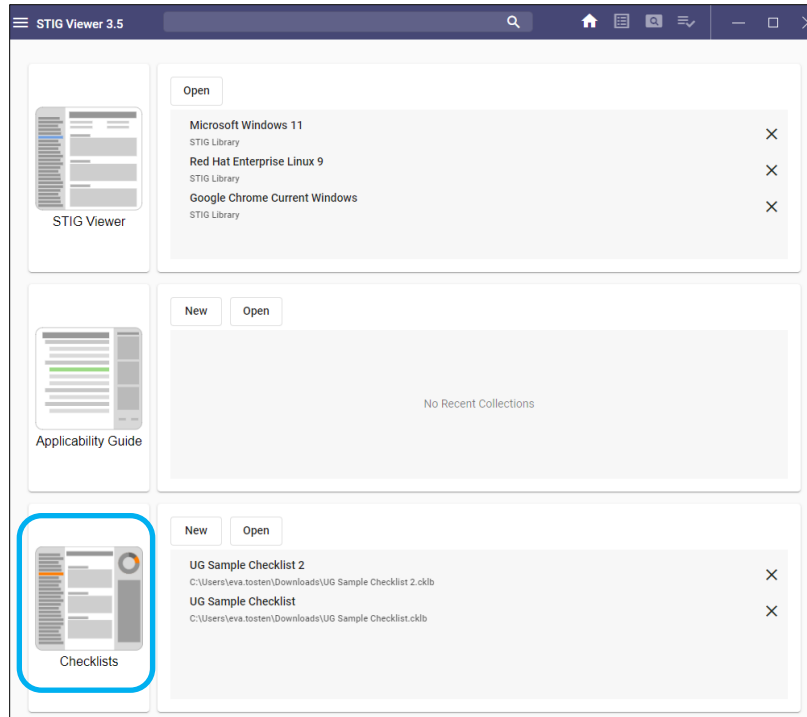 STIG Viewer 3.5
Open
Microsoft Windows 11
STIG Library
Red Hat Enterprise Linux 9
STIG Library
Google Chrome Current Windows
STIG Library
STIG Viewer
New Open
No Recent Collections
Applicability Guide
New Open
UG Sample Checklist 2
C:\Users\eva.tosten\Downloads\UG Sample Checklist 2.cklb
UG Sample Checklist
C:\Users\eva.tosten\Downloads\UG Sample Checklist.cklb
Checklists